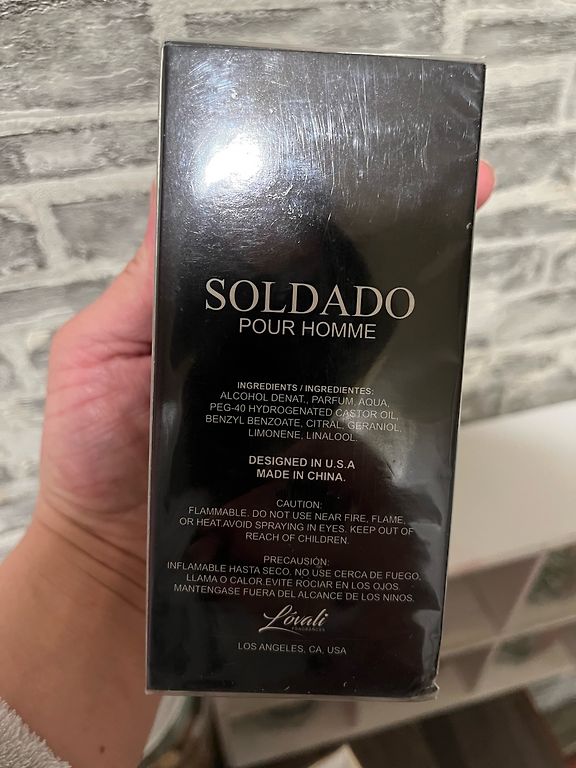 SOLDADO
POUR HOMME
INGREDIENTS / INGREDIENTES:
ALCOHOL DENAT., PARFUM, AQUA,
PEG-40 HYDROGENATED CASTOR OIL,
BENZYL BENZOATE, CITRAL, GERANIOL,
LIMONENE, LINALOOL.
DESIGNED IN U.S.A
MADE IN CHINA.
CAUTION:
FLAMMABLE. DO NOT USE NEAR FIRE, FLAME,
OR HEAT.AVOID SPRAYING IN EYES. KEEP OUT OF
REACH OF CHILDREN.
PRECAUSIÓN:
INFLAMABLE HASTA SECO. NO USE CERCA DE FUEGO.
LLAMA O CALOR.EVITE ROCIAR EN LOS OJOS.
MANTENGASE FUERA DEL ALCANCE DE LOS NINOS.
Lóvali
FRAGRANCES
LOS ANGELES, CA, USA